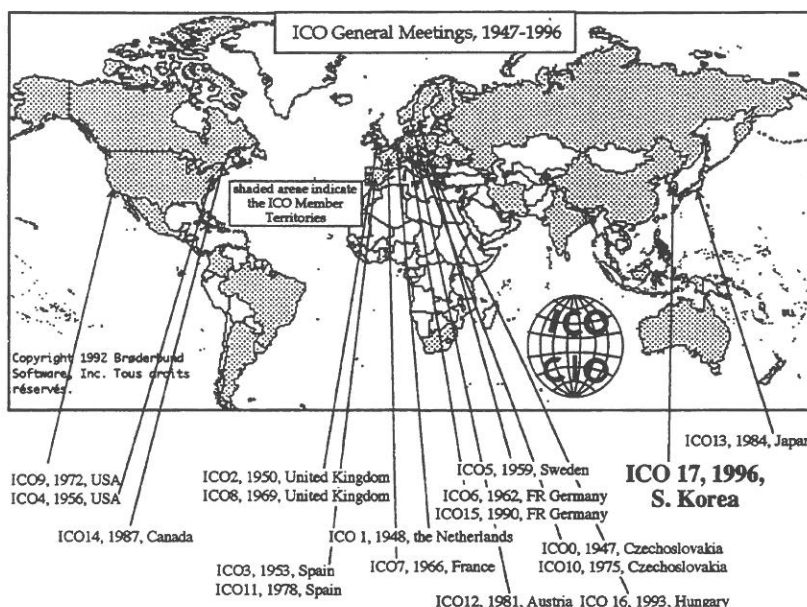 ICO General Meetings, 1947-1996
shaded areae indicate
the ICO Member
Territories
ICO
CIO
Copyright 1992 Brøderbund
Software, Inc. Tous droits
réservés.
ICO13, 1984, Japan
ICO9, 1972, USA
ICO4, 1956, USA
ICO2, 1950, United Kingdom
ICO8, 1969, United Kingdom
ICO5, 1959, Sweden
ICO6, 1962, FR Germany
ICO15, 1990, FR Germany
ICO 17, 1996,
S. Korea
ICO14, 1987, Canada
ICO 1, 1948, the Netherlands
ICO0, 1947, Czechoslovakia
ICO10, 1975, Czechoslovakia
ICO3, 1953, Spain
ICO11, 1978, Spain
ICO7, 1966, France
ICO12, 1981, Austria
ICO 16, 1993, Hungary